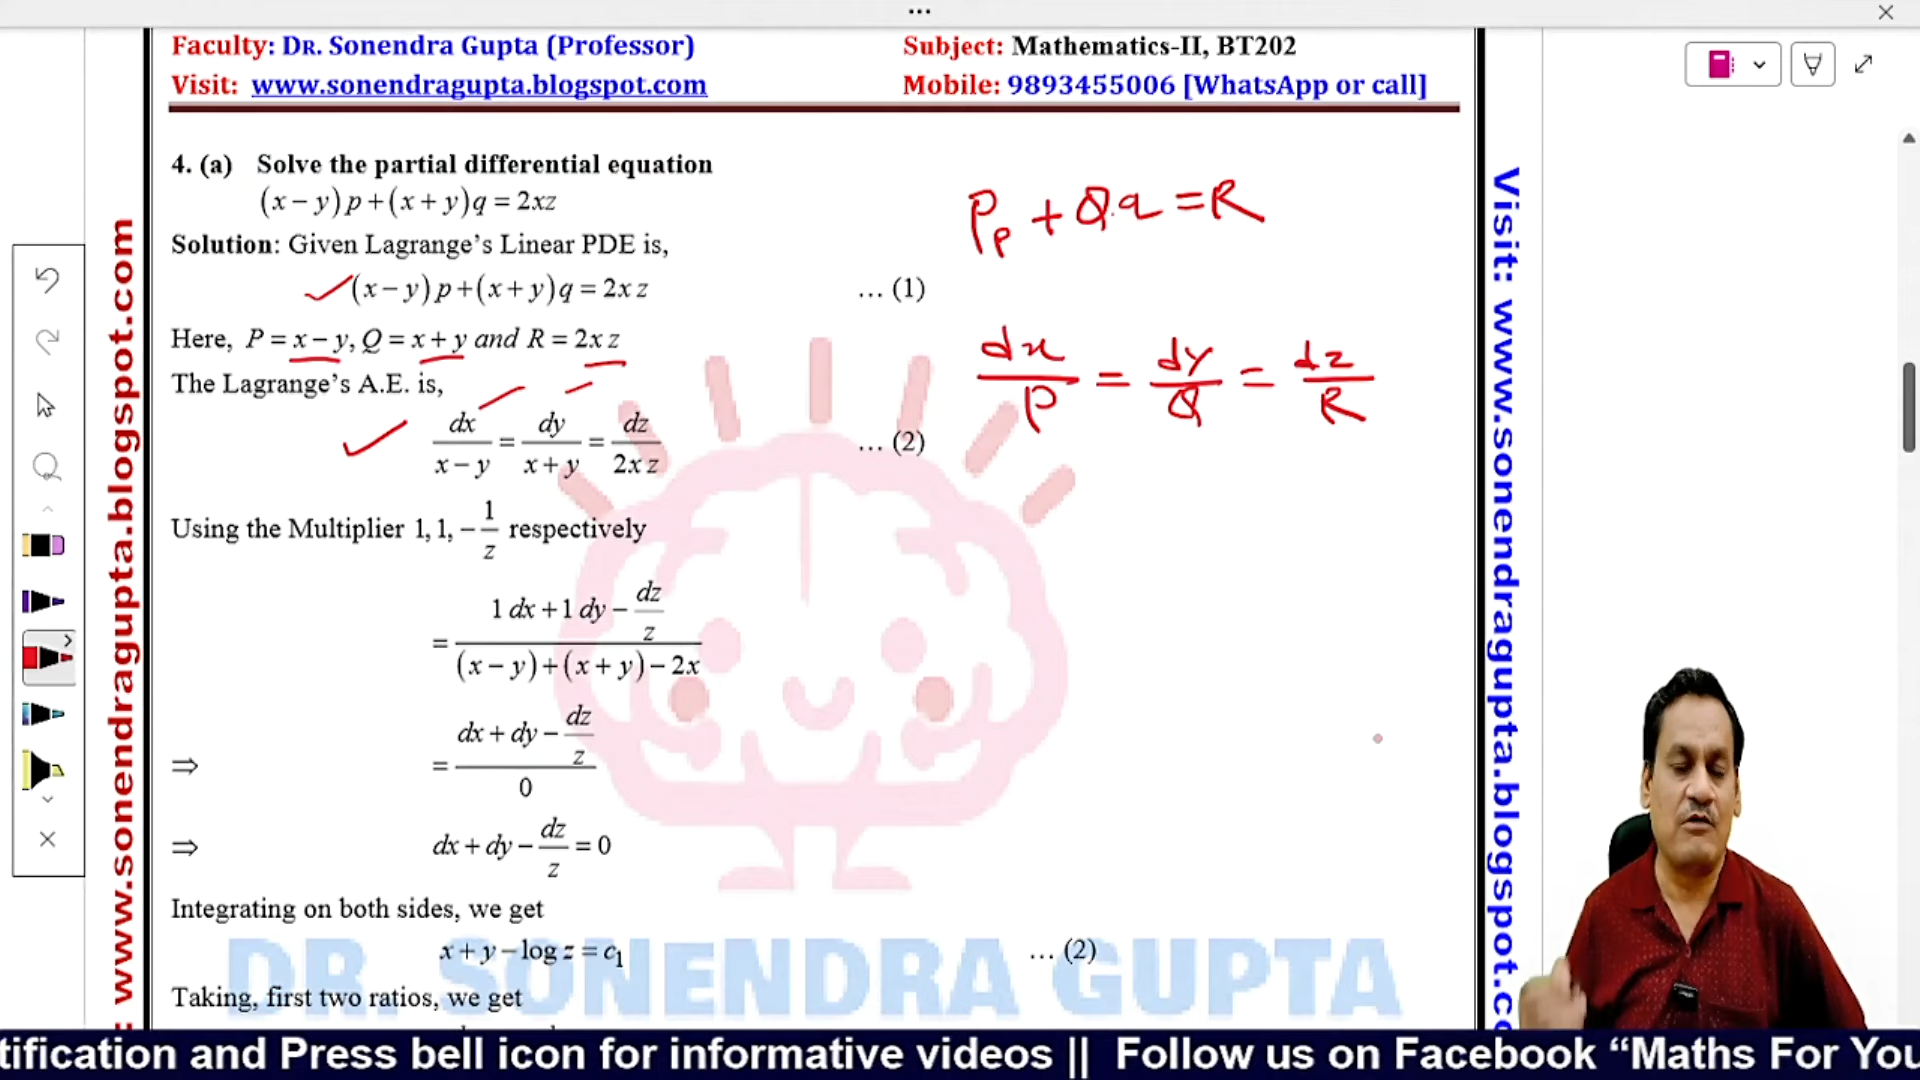 Faculty: DR. Sonendra Gupta (Professor)
Subject: Mathematics-II, BT202
Visit: www.sonendragupta.blogspot.com
Mobile: 9893455006 [WhatsApp or call]
4. (a) Solve the partial differential equation
(x − y) p + (x + y) q = 2xz
Solution: Given Lagrange's Linear PDE is,
(x − y) p + (x + y) q = 2x z ... (1)
Here, P = x − y, Q = x + y and R = 2x z
The Lagrange's A.E. is,
dx/(x − y) = dy/(x + y) = dz/(2x z) ... (2)
Using the Multiplier 1, 1, −1/z respectively
= (1 dx + 1 dy − dz/z)/((x − y) + (x + y) − 2x)
⇒ = (dx + dy − dz/z)/0
⇒ dx + dy − dz/z = 0
Integrating on both sides, we get
x + y − log z = c₁ ... (2)
Taking, first two ratios, we get
Pp + Qq = R
dx/P = dy/Q = dz/R
DR. SONENDRA GUPTA
: www.sonendragupta.blogspot.com
Visit: www.sonendragupta.blogspot.co
tification and Press bell icon for informative videos || Follow us on Facebook “Maths For You